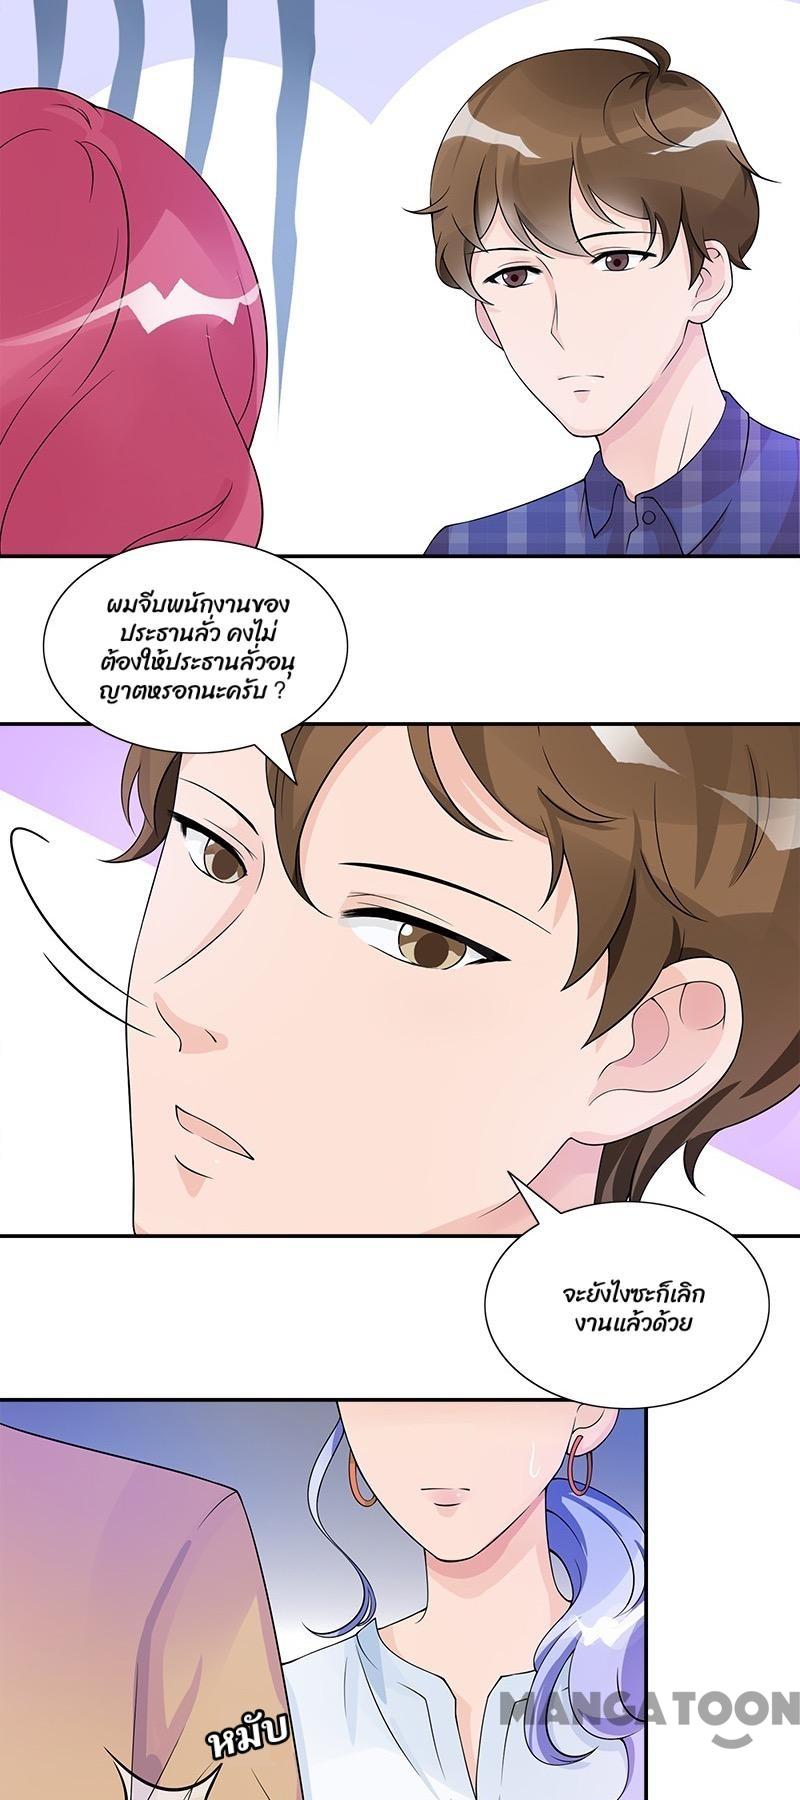 ผมจีบพนักงานของ
ประธานลั่ว คงไม่
ต้องให้ประธานลั่วอนุ
ญาตหรอกนะครับ ?
จะยังไงซะก็เลิก
งานแล้วด้วย
หมับ
MANGATOON